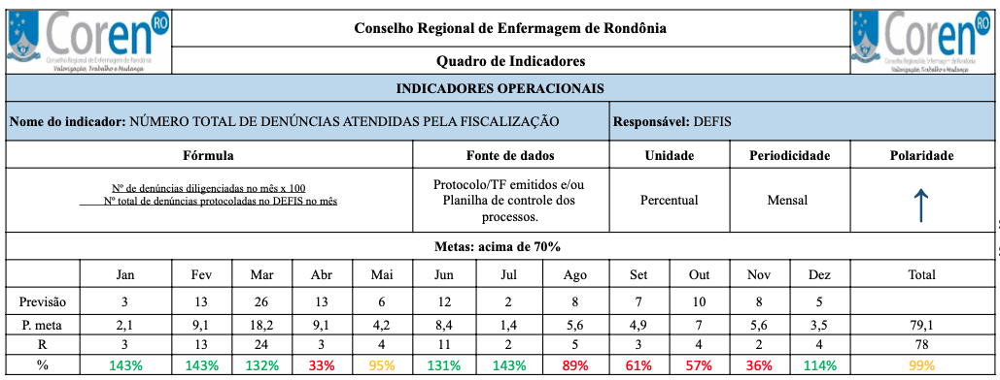 Coren RO
Conselho Regional de Enfermagem de Rondônia
Valorização, Trabalho e Mudança
Conselho Regional de Enfermagem de Rondônia
Quadro de Indicadores
Coren RO
Conselho Regional de Enfermagem de Rondônia
Valorização, Trabalho e Mudança
INDICADORES OPERACIONAIS
Nome do indicador: NÚMERO TOTAL DE DENÚNCIAS ATENDIDAS PELA FISCALIZAÇÃO Responsável: DEFIS
Fórmula Fonte de dados Unidade Periodicidade Polaridade
Nº de denúncias diligenciadas no mês x 100
Nº total de denúncias protocoladas no DEFIS no mês
Protocolo/TF emitidos e/ou
Planilha de controle dos
processos.
Percentual
Mensal
Metas: acima de 70%
Jan Fev Mar Abr Mai Jun Jul Ago Set Out Nov Dez Total
Previsão 3 13 26 13 6 12 2 8 7 10 8 5
P. meta 2,1 9,1 18,2 9,1 4,2 8,4 1,4 5,6 4,9 7 5,6 3,5 79,1
R 3 13 24 3 4 11 2 5 3 4 2 4 78
% 143% 143% 132% 33% 95% 131% 143% 89% 61% 57% 36% 114% 99%